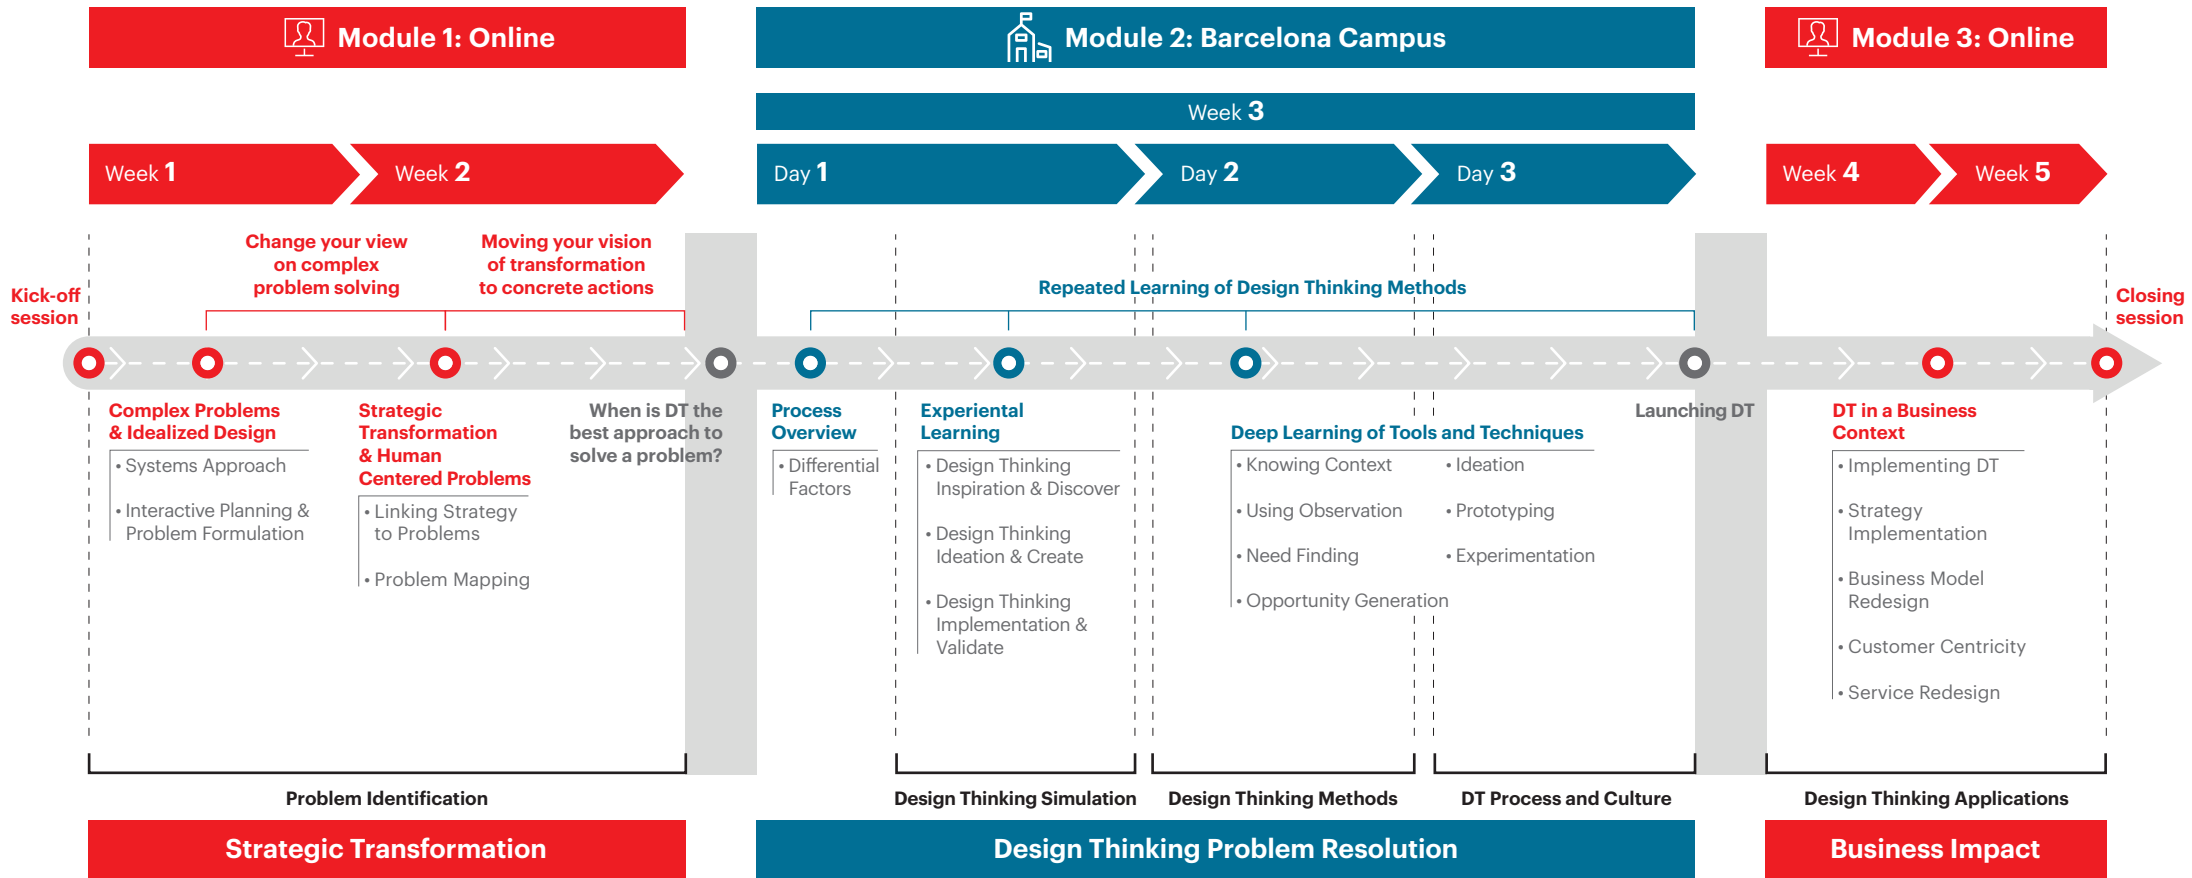 Module 1: Online
Module 2: Barcelona Campus
Module 3: Online
Week 3
Week 1
Week 2
Day 1
Day 2
Day 3
Week 4
Week 5
Kick-off
session
Change your view
on complex
problem solving
Moving your vision
of transformation
to concrete actions
Repeated Learning of Design Thinking Methods
Closing
session
Complex Problems
& Idealized Design
• Systems Approach
• Interactive Planning &
Problem Formulation
Strategic
Transformation
& Human
Centered Problems
• Linking Strategy
to Problems
• Problem Mapping
When is DT the
best approach to
solve a problem?
Process
Overview
• Differential
Factors
Experiental
Learning
• Design Thinking
Inspiration & Discover
• Design Thinking
Ideation & Create
• Design Thinking
Implementation &
Validate
Deep Learning of Tools and Techniques
• Knowing Context
• Using Observation
• Need Finding
• Opportunity Generation
• Ideation
• Prototyping
• Experimentation
Launching DT
DT in a Business
Context
• Implementing DT
• Strategy
Implementation
• Business Model
Redesign
• Customer Centricity
• Service Redesign
Problem Identification
Design Thinking Simulation
Design Thinking Methods
DT Process and Culture
Design Thinking Applications
Strategic Transformation
Design Thinking Problem Resolution
Business Impact